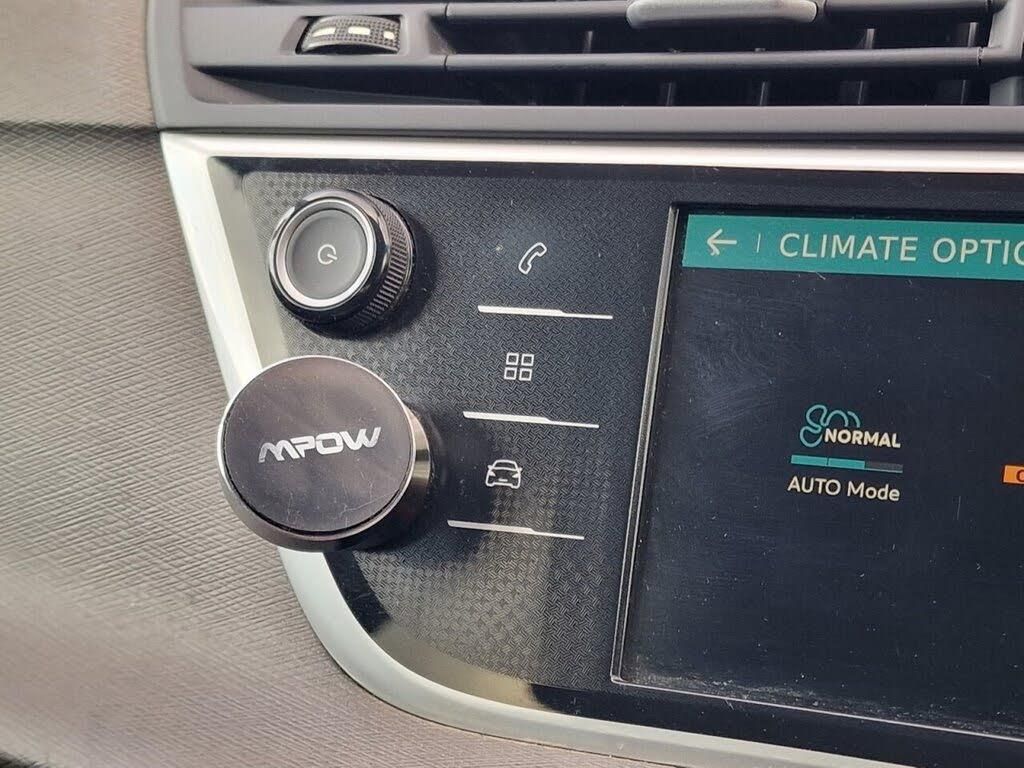 CLIMATE OPTIO
MPOW
NORMAL
AUTO Mode